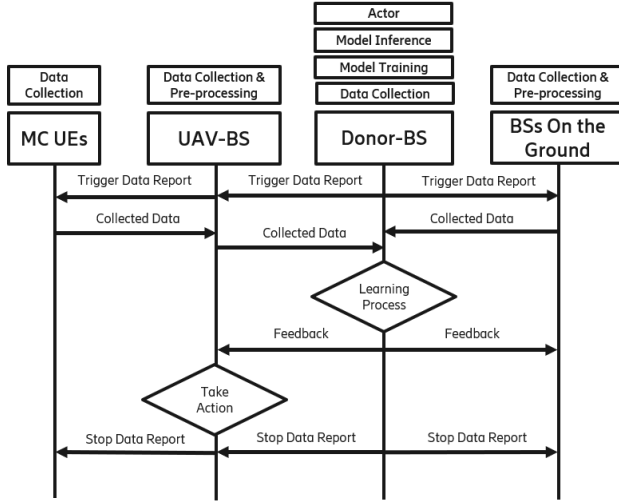 Actor
Model Inference
Model Training
Data Collection
Data
Collection
Data Collection &
Pre-processing
Data Collection &
Pre-processing
MC UEs
UAV-BS
Donor-BS
BSs On the
Ground
Trigger Data Report
Trigger Data Report
Trigger Data Report
Collected Data
Collected Data
Collected Data
Learning
Process
Feedback
Feedback
Take
Action
Stop Data Report
Stop Data Report
Stop Data Report